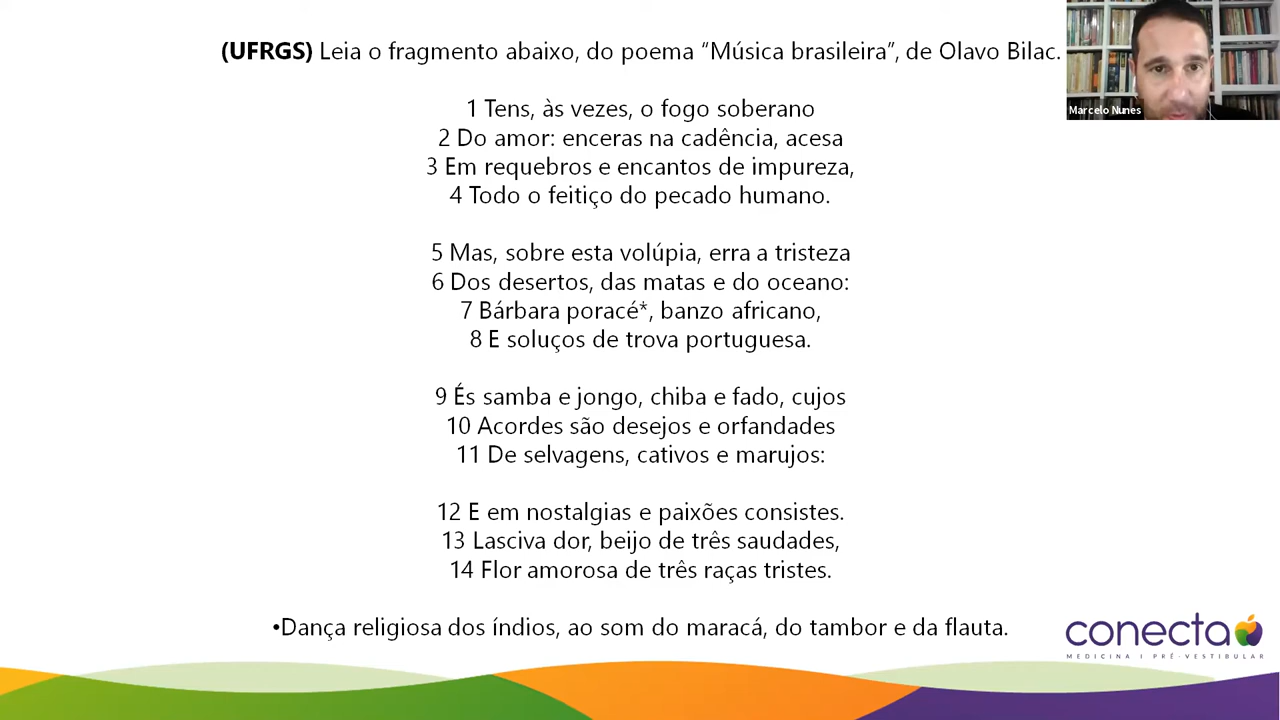 (UFRGS) Leia o fragmento abaixo, do poema “Música brasileira”, de Olavo Bilac.
Marcelo Nunes
1 Tens, às vezes, o fogo soberano
2 Do amor: enceras na cadência, acesa
3 Em requebros e encantos de impureza,
4 Todo o feitiço do pecado humano.
5 Mas, sobre esta volúpia, erra a tristeza
6 Dos desertos, das matas e do oceano:
7 Bárbara poracé*, banzo africano,
8 E soluços de trova portuguesa.
9 És samba e jongo, chiba e fado, cujos
10 Acordes são desejos e orfandades
11 De selvagens, cativos e marujos:
12 E em nostalgias e paixões consistes.
13 Lasciva dor, beijo de três saudades,
14 Flor amorosa de três raças tristes.
•Dança religiosa dos índios, ao som do maracá, do tambor e da flauta.
conecta
MEDICINA | PRÉ-VESTIBULAR